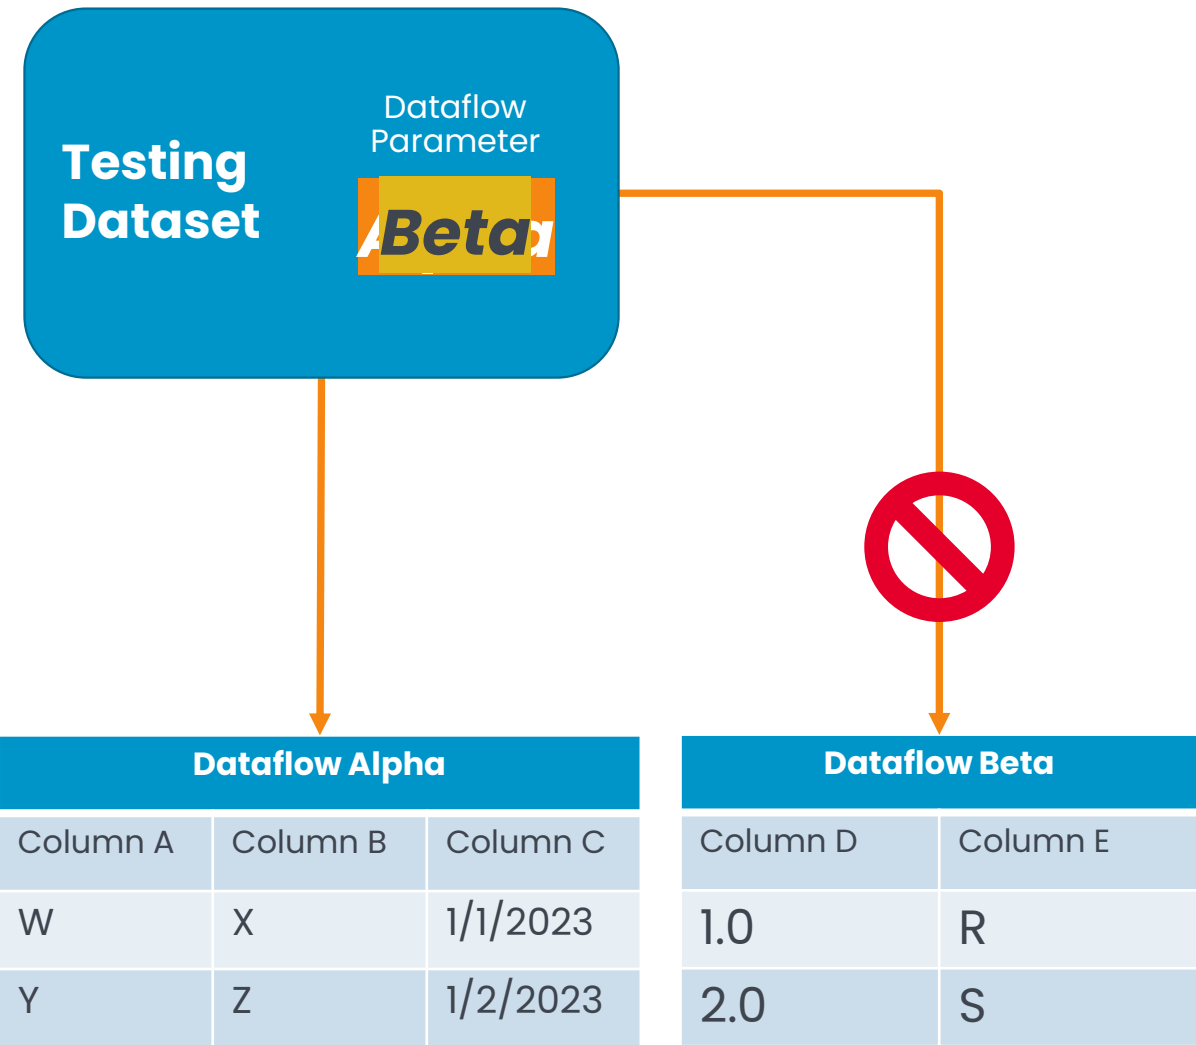 Dataflow
Parameter
Testing
Dataset
Beta
Dataflow Alpha
Column A Column B Column C
W X 1/1/2023
Y Z 1/2/2023
Dataflow Beta
Column D Column E
1.0 R
2.0 S